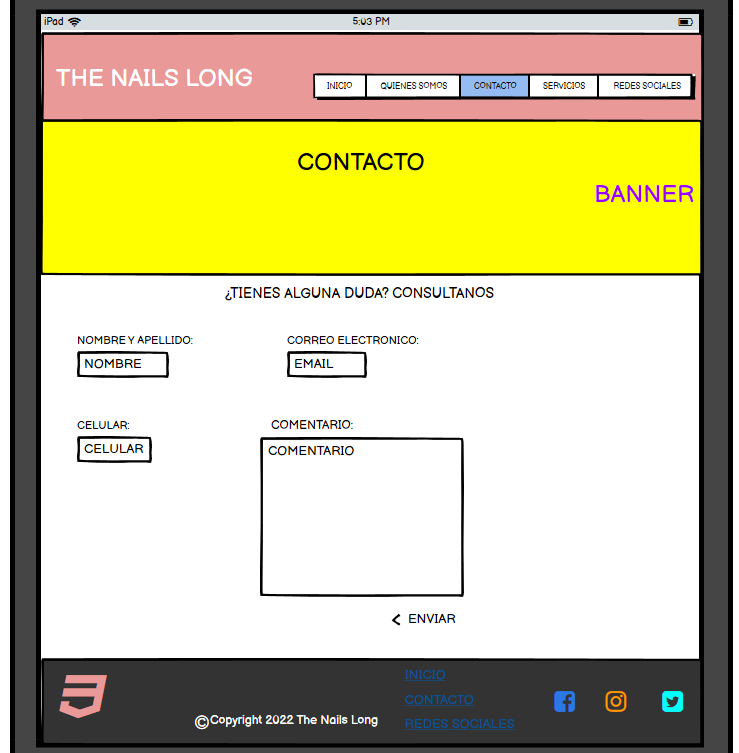 iPad 5:03 PM
THE NAILS LONG
INICIO QUIENES SOMOS CONTACTO SERVICIOS REDES SOCIALES
CONTACTO
BANNER
¿TIENES ALGUNA DUDA? CONSULTANOS
NOMBRE Y APELLIDO: CORREO ELECTRONICO:
NOMBRE EMAIL
CELULAR: COMENTARIO:
CELULAR COMENTARIO
< ENVIAR
INICIO
CONTACTO
©Copyright 2022 The Nails Long
REDES SOCIALES